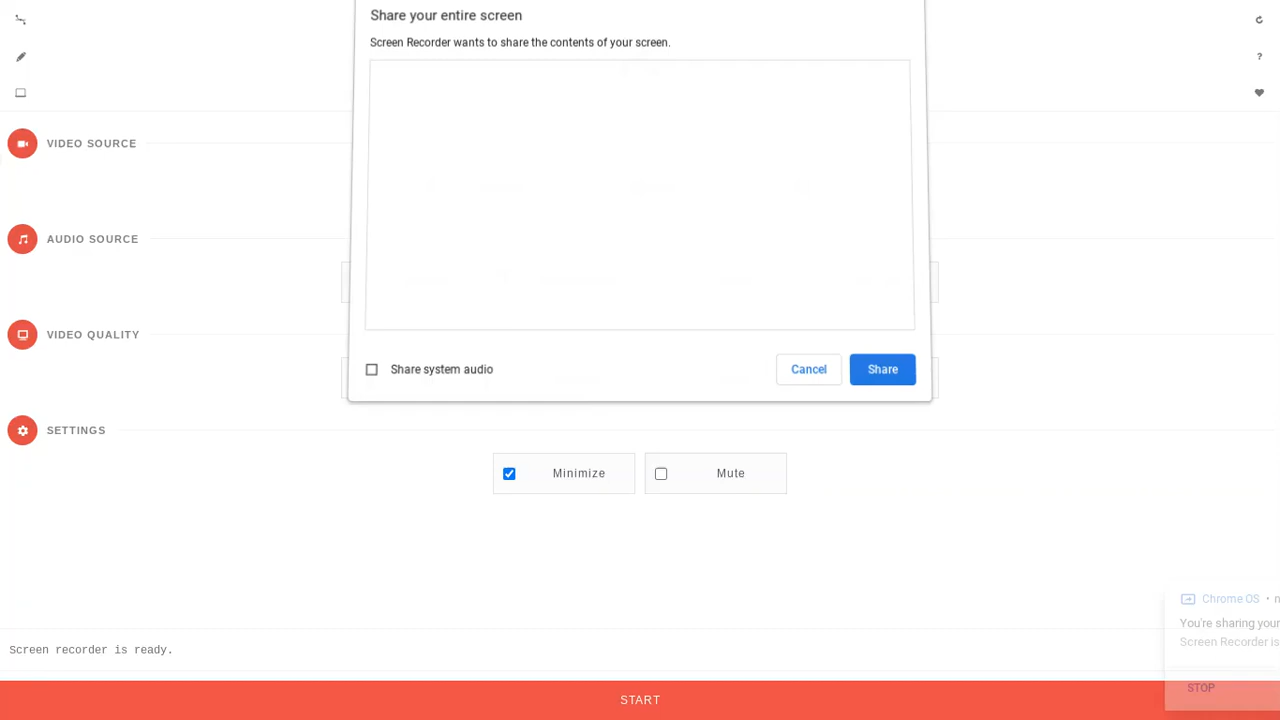 Share your entire screen
Screen Recorder wants to share the contents of your screen.
?
VIDEO SOURCE
AUDIO SOURCE
VIDEO QUALITY
Share system audio
Cancel
Share
SETTINGS
Minimize
Mute
Chrome OS •
You're sharing your
Screen Recorder is
Screen recorder is ready.
STOP
START